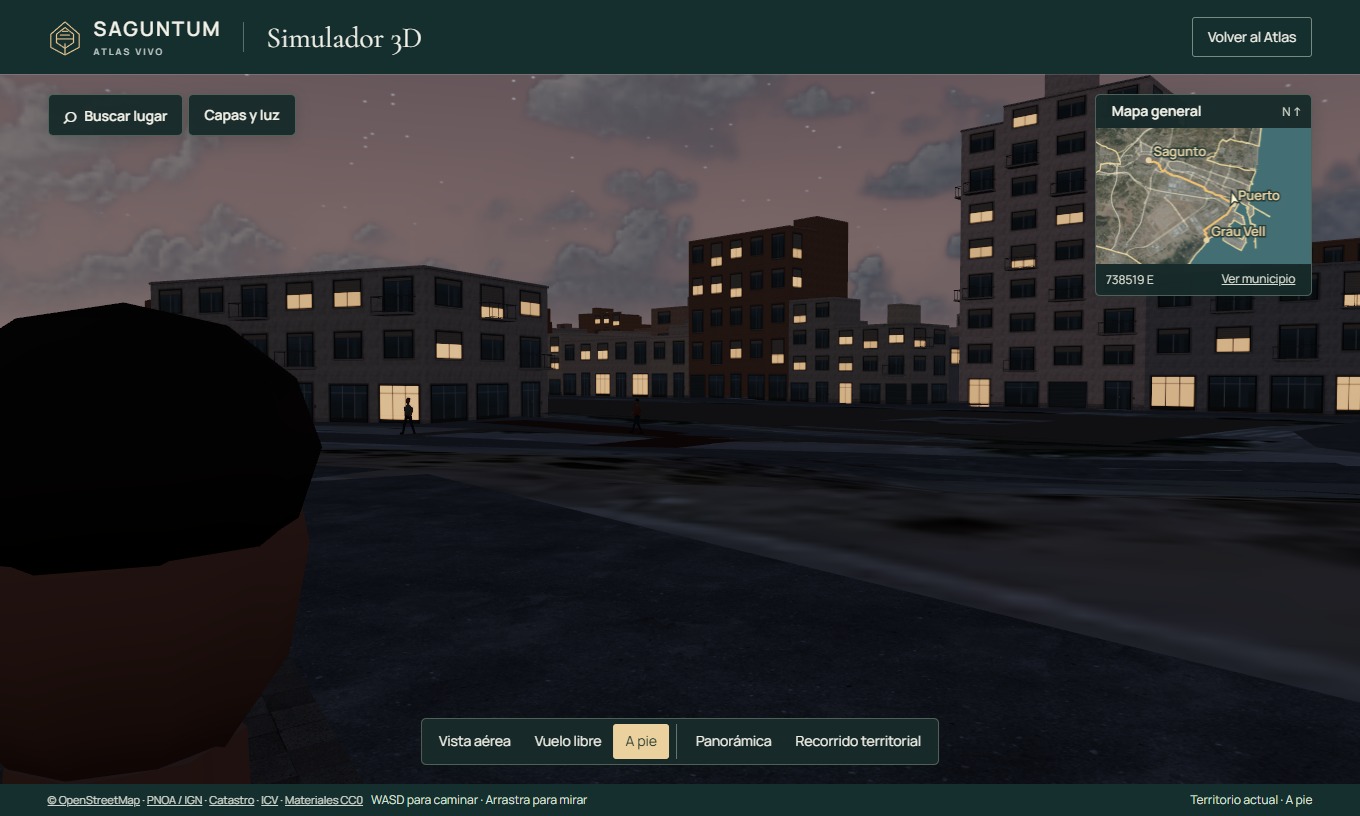 SAGUNTUM
ATLAS VIVO
Simulador 3D
Volver al Atlas
Buscar lugar
Capas y luz
Mapa general
N ↑
Sagunto
Puerto
Grau Vell
738519 E
Ver municipio
Vista aérea
Vuelo libre
A pie
Panorámica
Recorrido territorial
© OpenStreetMap · PNOA / IGN · Catastro · ICV · Materiales CC0 WASD para caminar · Arrastra para mirar
Territorio actual · A pie